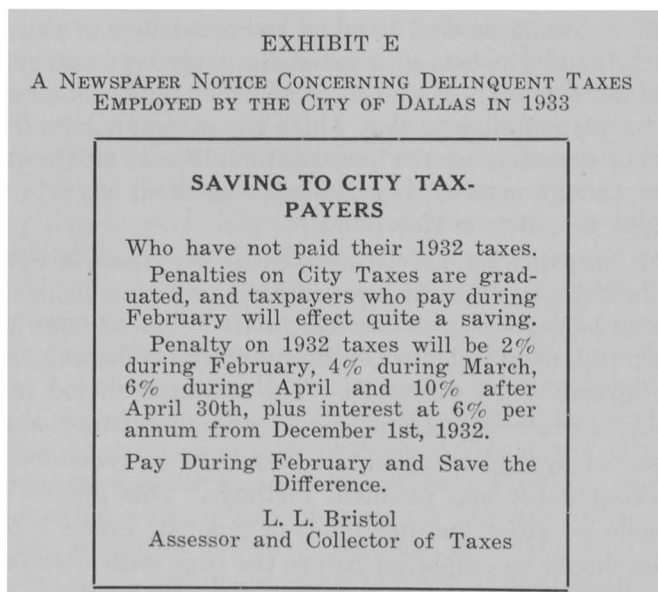 EXHIBIT E
A NEWSPAPER NOTICE CONCERNING DELINQUENT TAXES
EMPLOYED BY THE CITY OF DALLAS IN 1933
SAVING TO CITY TAX-
PAYERS
Who have not paid their 1932 taxes.
Penalties on City Taxes are grad-
uated, and taxpayers who pay during
February will effect quite a saving.
Penalty on 1932 taxes will be 2%
during February, 4% during March,
6% during April and 10% after
April 30th, plus interest at 6% per
annum from December 1st, 1932.
Pay During February and Save the
Difference.
L. L. Bristol
Assessor and Collector of Taxes